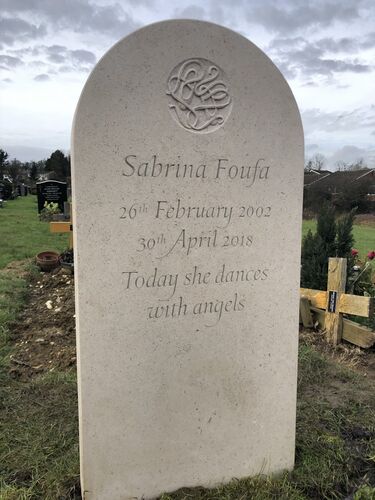 Sabrina Foufa
26th February 2002
30th April 2018
Today she dances
with angels